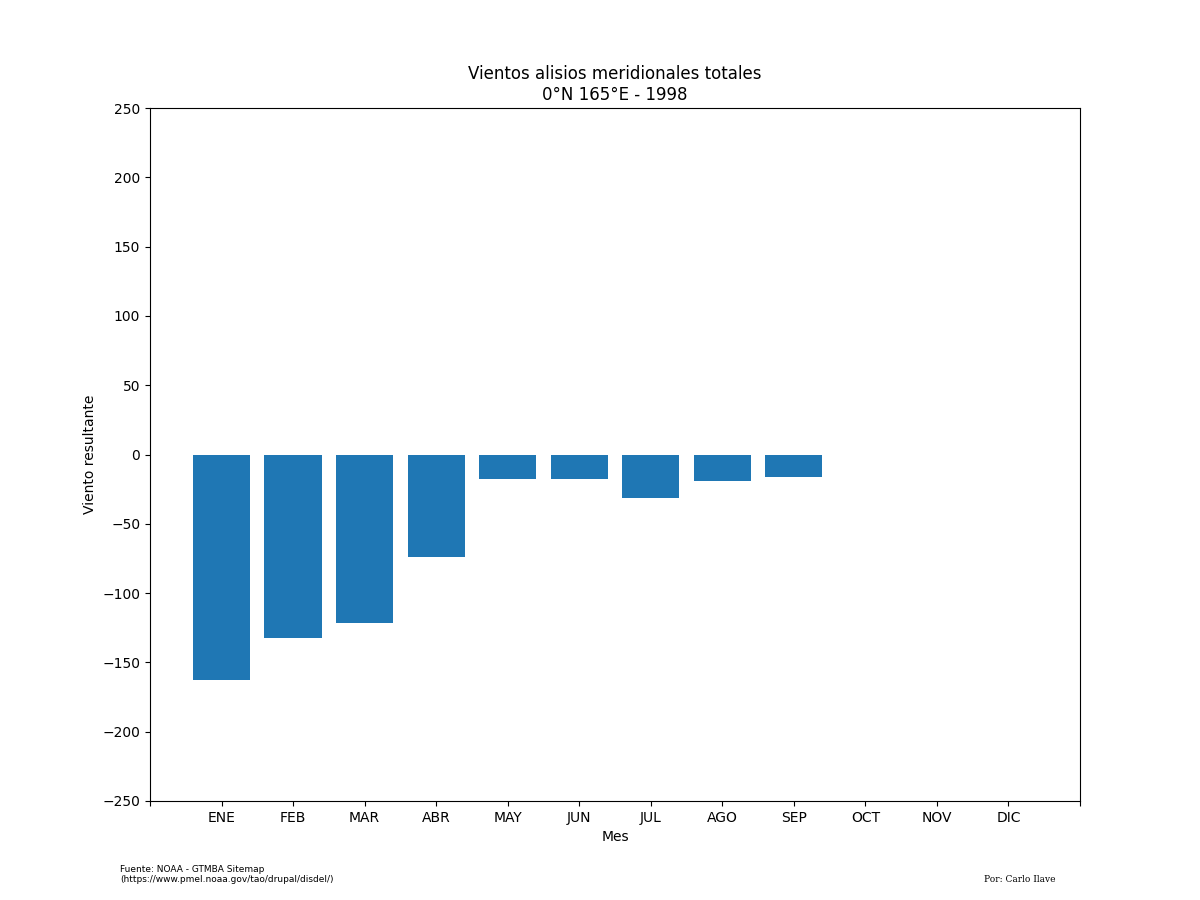 Vientos alisios meridionales totales
0°N 165°E - 1998
250
200
150
100
50
0
−50
−100
−150
−200
−250
Viento resultante
ENE FEB MAR ABR MAY JUN JUL AGO SEP OCT NOV DIC
Mes
Fuente: NOAA - GTMBA Sitemap
(https://www.pmel.noaa.gov/tao/drupal/disdel/)
Por: Carlo Ilave